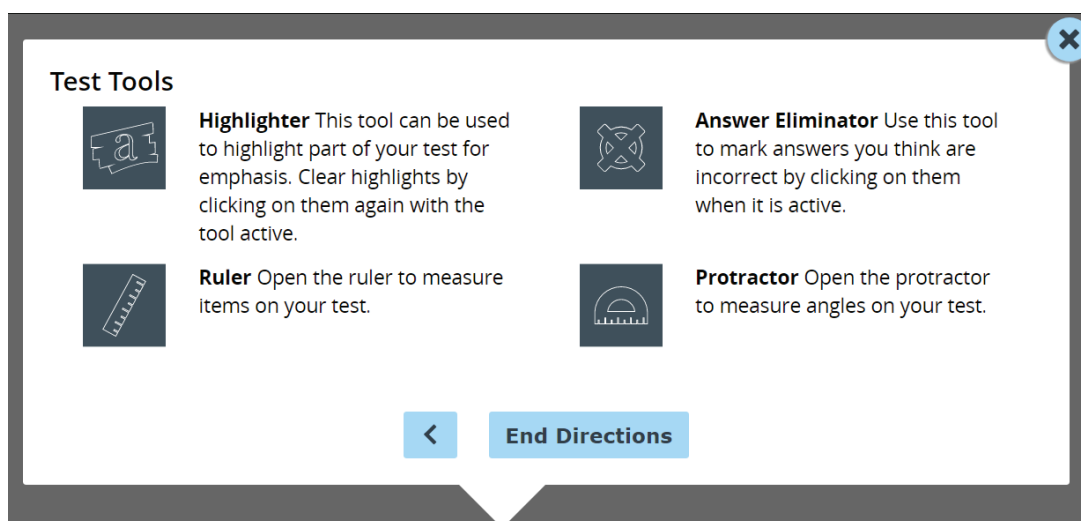 Test Tools
a
Highlighter This tool can be used
to highlight part of your test for
emphasis. Clear highlights by
clicking on them again with the
tool active.
Answer Eliminator Use this tool
to mark answers you think are
incorrect by clicking on them
when it is active.
Ruler Open the ruler to measure
items on your test.
Protractor Open the protractor
to measure angles on your test.
End Directions